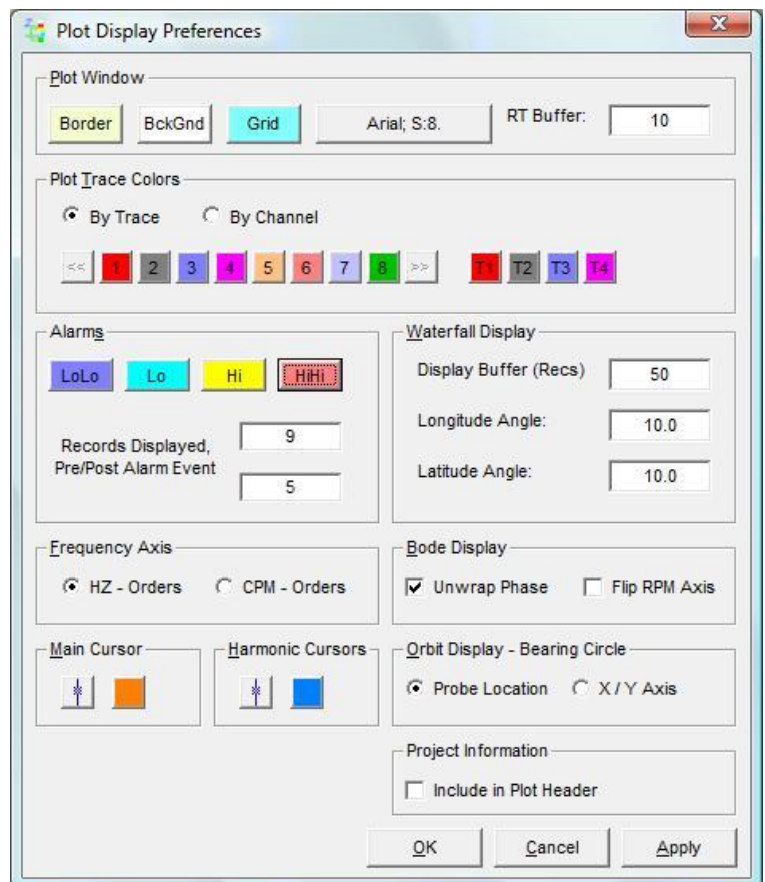 Plot Display Preferences
X
Plot Window
Border BckGnd Grid Arial; S:8. RT Buffer: 10
Plot Trace Colors
By Trace By Channel
<< 1 2 3 4 5 6 7 8 >> T1 T2 T3 T4
Alarms
LoLo Lo Hi HiHi
Records Displayed,
Pre/Post Alarm Event
9
5
Waterfall Display
Display Buffer (Recs) 50
Longitude Angle: 10.0
Latitude Angle: 10.0
Frequency Axis
HZ - Orders CPM - Orders
Bode Display
Unwrap Phase Flip RPM Axis
Main Cursor
Harmonic Cursors
Orbit Display - Bearing Circle
Probe Location X / Y Axis
Project Information
Include in Plot Header
OK Cancel Apply